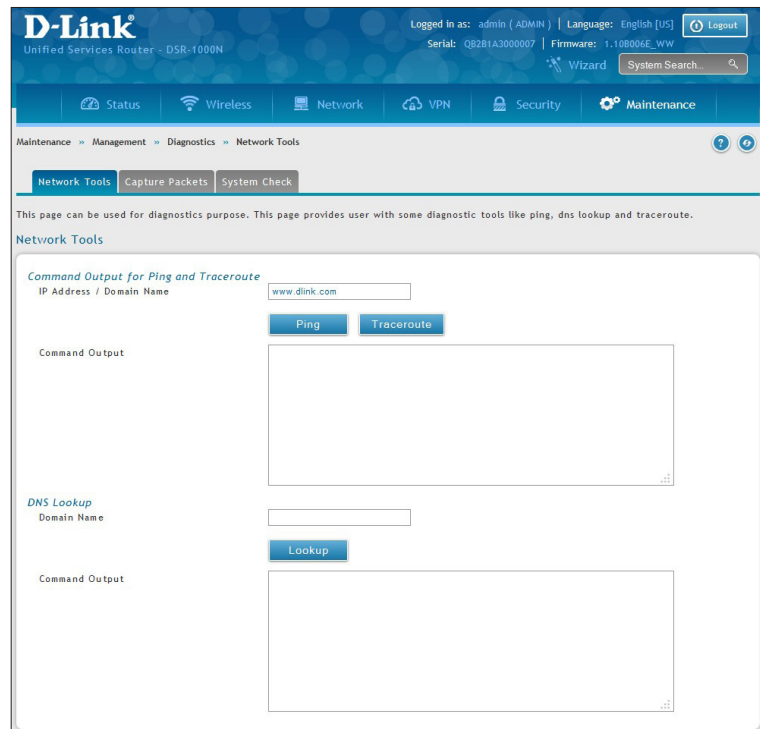 D-Link
Logged in as: admin ( ADMIN ) | Language: English [US]
Logout
Unified Services Router - DSR-1000N
Serial: QB2B1A3000007 | Firmware: 1.10B006E_WW
Wizard
System Search...
Status
Wireless
Network
VPN
Security
Maintenance
Maintenance » Management » Diagnostics » Network Tools
Network Tools
Capture Packets
System Check
This page can be used for diagnostics purpose. This page provides user with some diagnostic tools like ping, dns lookup and traceroute.
Network Tools
Command Output for Ping and Traceroute
IP Address / Domain Name
www.dlink.com
Ping
Traceroute
Command Output
DNS Lookup
Domain Name
Lookup
Command Output